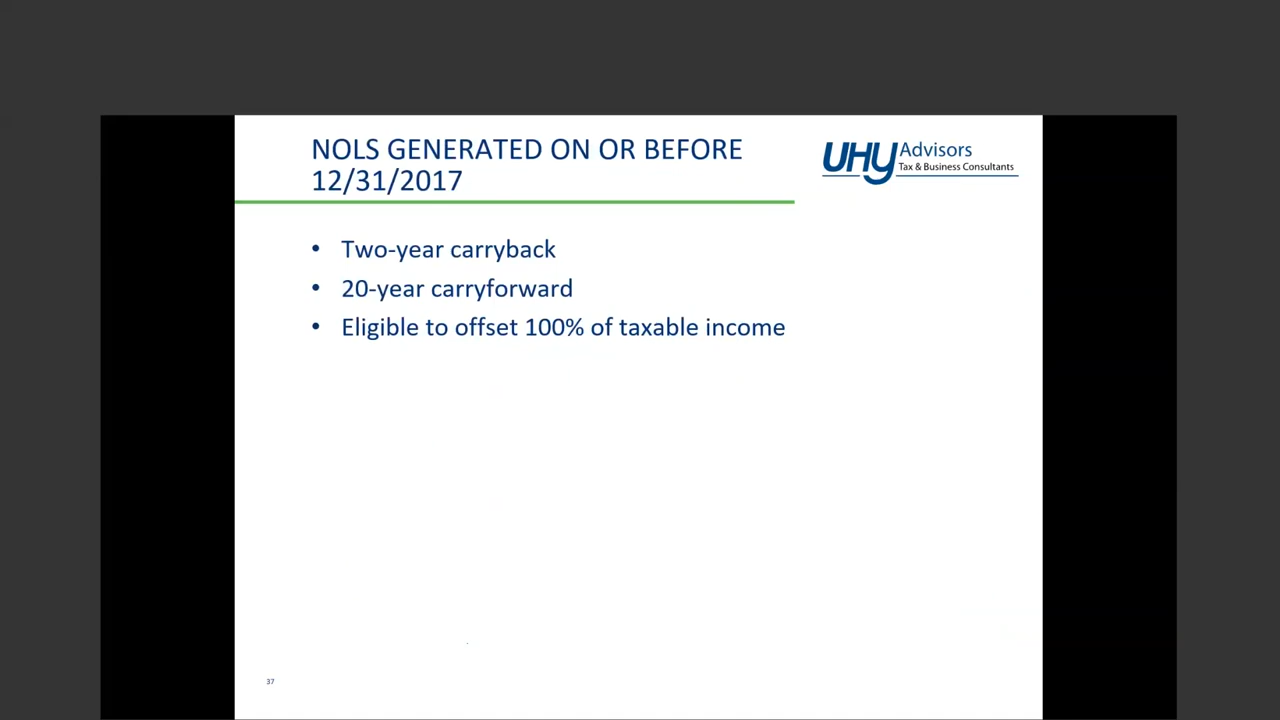 NOLS GENERATED ON OR BEFORE
12/31/2017
UHY Advisors
Tax & Business Consultants
• Two-year carryback
• 20-year carryforward
• Eligible to offset 100% of taxable income
37